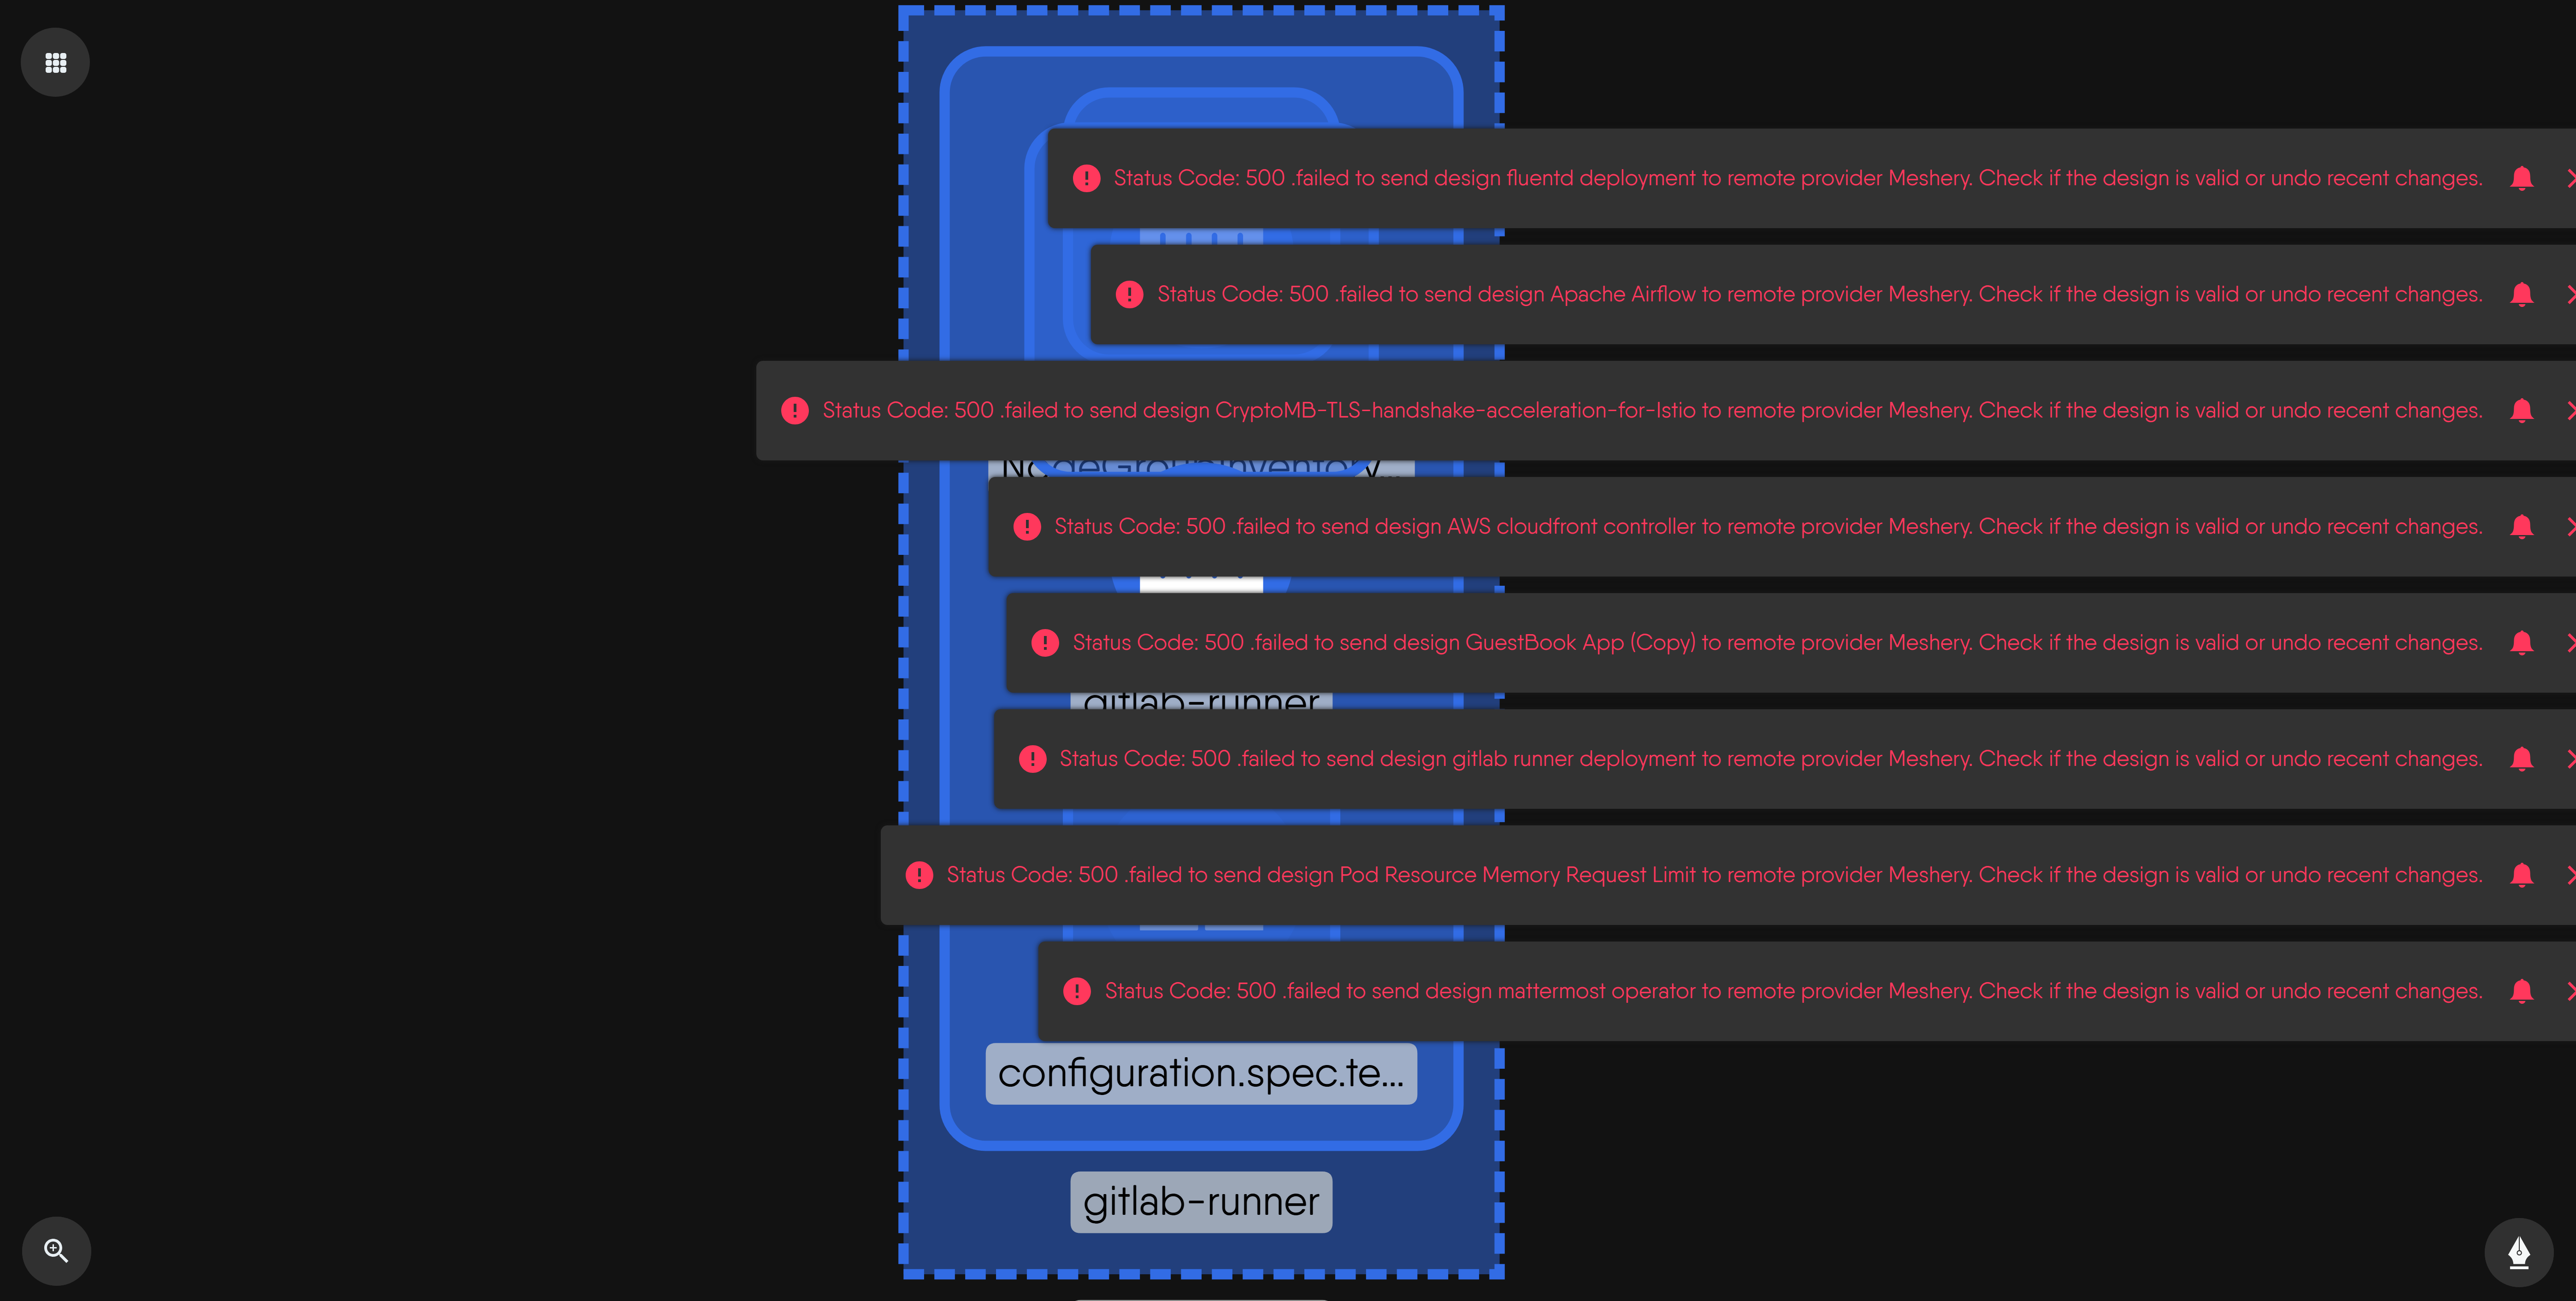 Status Code: 500 .failed to send design fluentd deployment to remote provider Meshery. Check if the design is valid or undo recent changes.
Status Code: 500 .failed to send design Apache Airflow to remote provider Meshery. Check if the design is valid or undo recent changes.
Status Code: 500 .failed to send design CryptoMB-TLS-handshake-acceleration-for-Istio to remote provider Meshery. Check if the design is valid or undo recent changes.
NodeGroupInventory...
Status Code: 500 .failed to send design AWS cloudfront controller to remote provider Meshery. Check if the design is valid or undo recent changes.
Status Code: 500 .failed to send design GuestBook App (Copy) to remote provider Meshery. Check if the design is valid or undo recent changes.
gitlab-runner
Status Code: 500 .failed to send design gitlab runner deployment to remote provider Meshery. Check if the design is valid or undo recent changes.
Status Code: 500 .failed to send design Pod Resource Memory Request Limit to remote provider Meshery. Check if the design is valid or undo recent changes.
Status Code: 500 .failed to send design mattermost operator to remote provider Meshery. Check if the design is valid or undo recent changes.
configuration.spec.te...
gitlab-runner